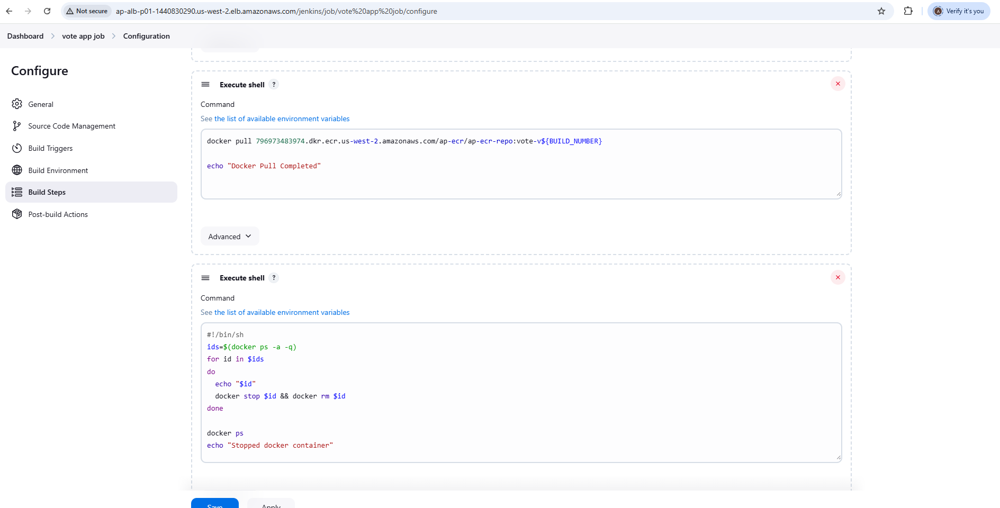 Not secure
ap-alb-p01-1440830290.us-west-2.elb.amazonaws.com/jenkins/job/vote%20app%20job/configure
A
Verify it's you
Dashboard
vote app job
Configuration
Configure
General
Source Code Management
Build Triggers
Build Environment
Build Steps
Post-build Actions
Execute shell ?
Command
See the list of available environment variables
docker pull 796973483974.dkr.ecr.us-west-2.amazonaws.com/ap-ecr/ap-ecr-repo:vote-v${BUILD_NUMBER}
echo "Docker Pull Completed"
Advanced
Execute shell ?
Command
See the list of available environment variables
#!/bin/sh
ids=$(docker ps -a -q)
for id in $ids
do
  echo "$id"
  docker stop $id && docker rm $id
done
docker ps
echo "Stopped docker container"
Save
Apply